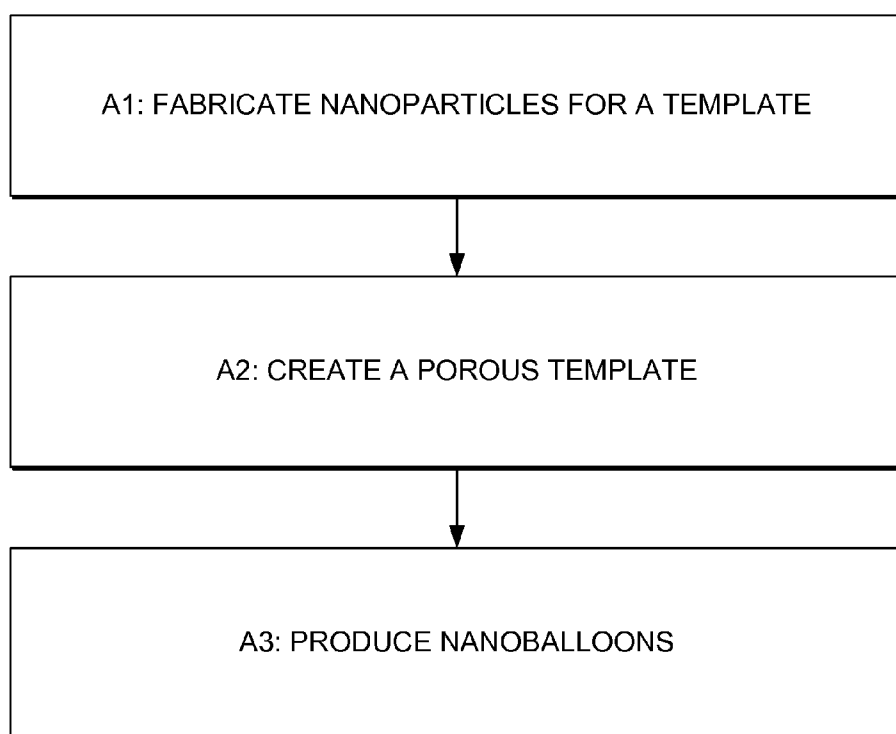 A1: FABRICATE NANOPARTICLES FOR A TEMPLATE
A2: CREATE A POROUS TEMPLATE
A3: PRODUCE NANOBALLOONS